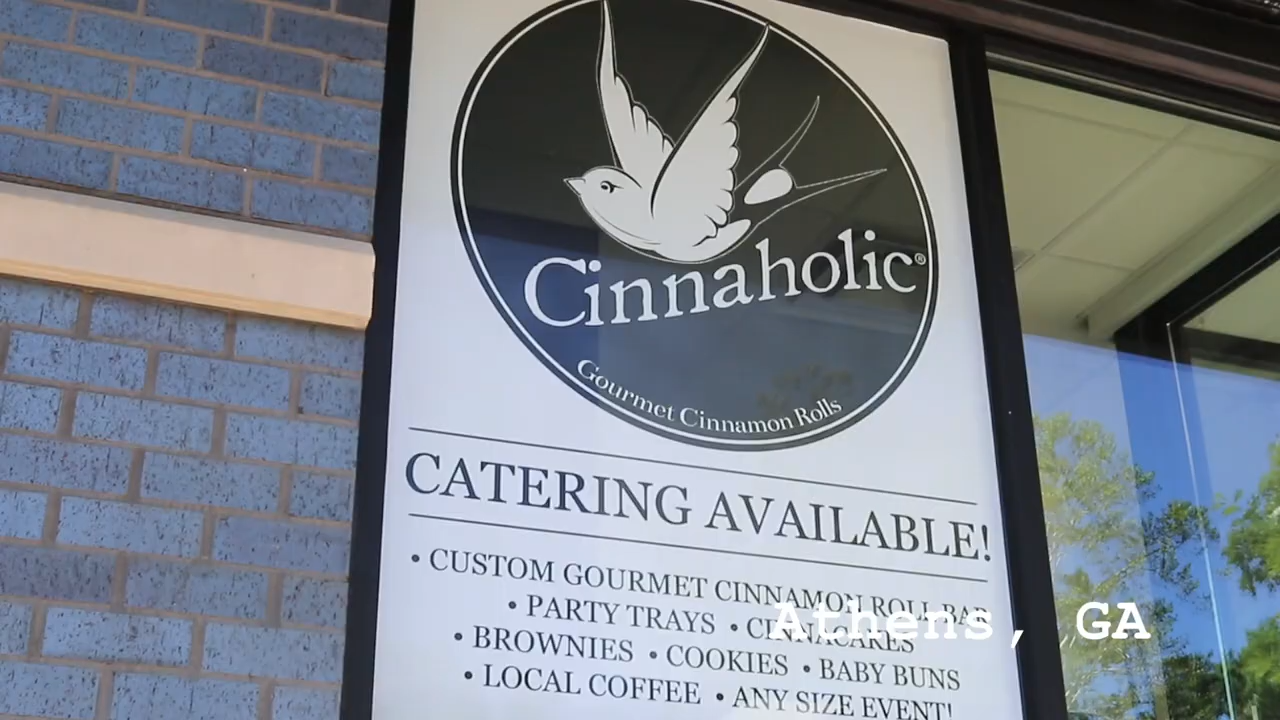 Cinnaholic®
Gourmet Cinnamon Rolls
CATERING AVAILABLE!
• CUSTOM GOURMET CINNAMON ROLL BAR
• PARTY TRAYS • CINNACAKES
• BROWNIES • COOKIES • BABY BUNS
• LOCAL COFFEE • ANY SIZE EVENT!
Athens, GA